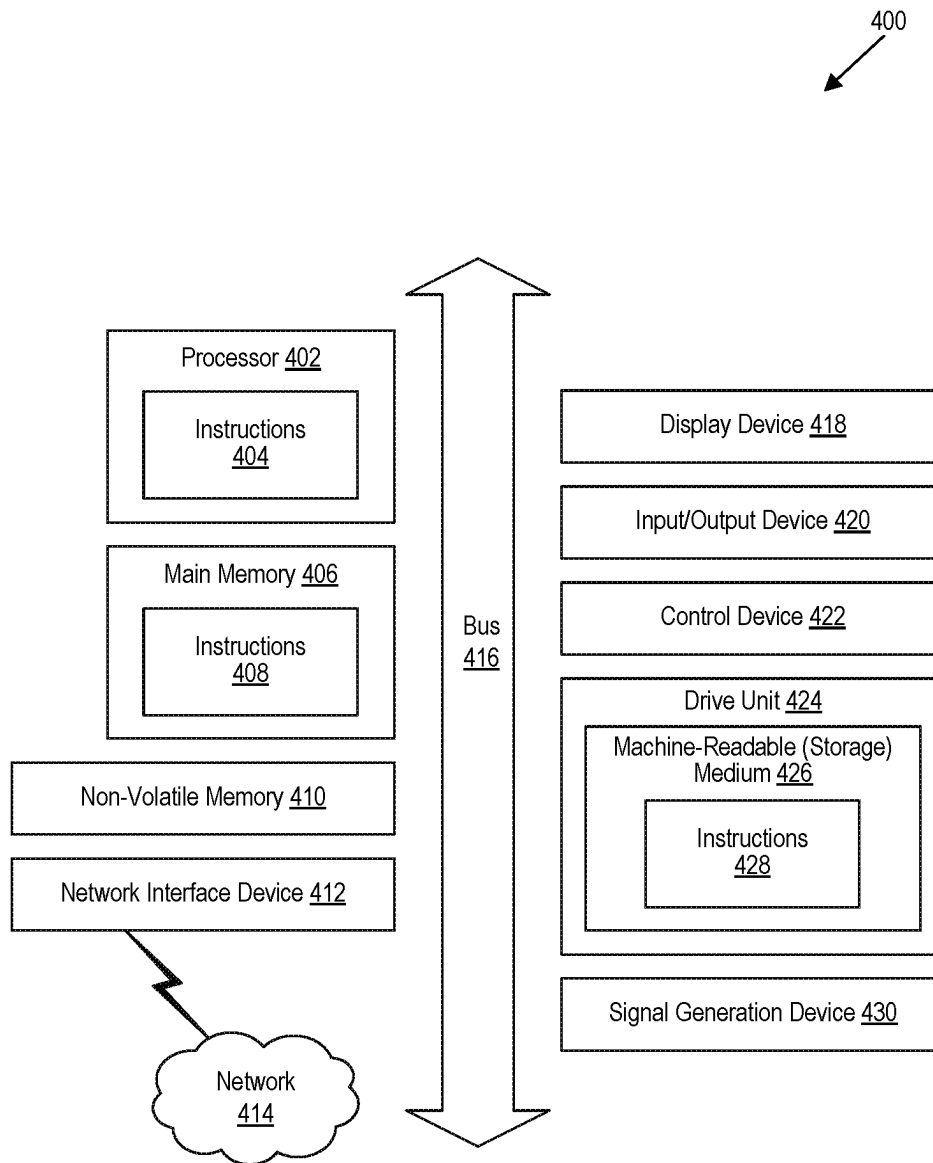 400
Processor 402
Instructions
404
Main Memory 406
Instructions
408
Non-Volatile Memory 410
Network Interface Device 412
Network
414
Bus
416
Display Device 418
Input/Output Device 420
Control Device 422
Drive Unit 424
Machine-Readable (Storage)
Medium 426
Instructions
428
Signal Generation Device 430